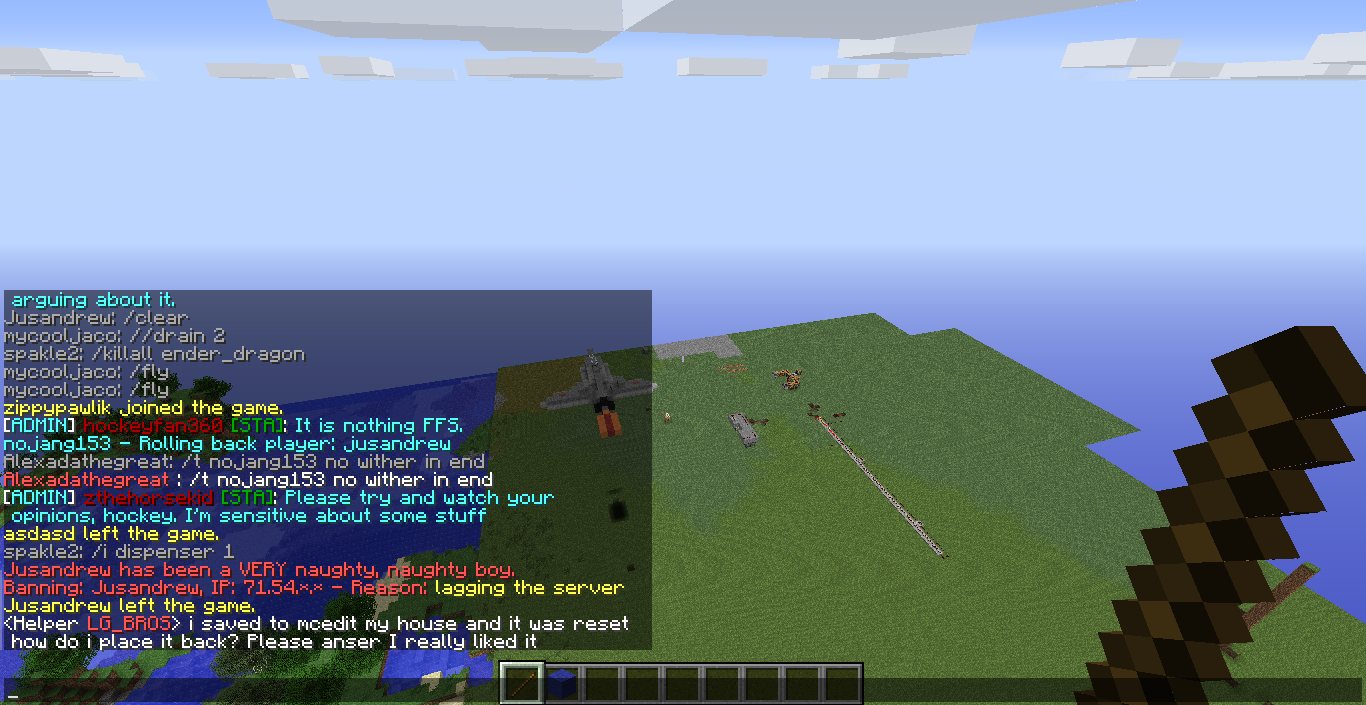 arguing about it.
Jusandrew: /clear
mycooljaco: //drain 2
spakle2: /killall ender_dragon
mycooljaco: /fly
mycooljaco: /fly
zippypawlik joined the game.
[ADMIN] hockeyfan360 [STA]: It is nothing FFS.
nojang153 - Rolling back player: jusandrew
Alexadathegreat: /t nojang153 no wither in end
Alexadathegreat : /t nojang153 no wither in end
[ADMIN] zthehorsekid [STA]: Please try and watch your
opinions, hockey. I'm sensitive about some stuff
asdasd left the game.
spakle2: /i dispenser 1
Jusandrew has been a VERY naughty, naughty boy.
Banning: Jusandrew, IP: 71.54.*.* - Reason: lagging the server
Jusandrew left the game.
<Helper LG_BROS> i saved to mcedit my house and it was reset
how do i place it back? Please anser I really liked it
_